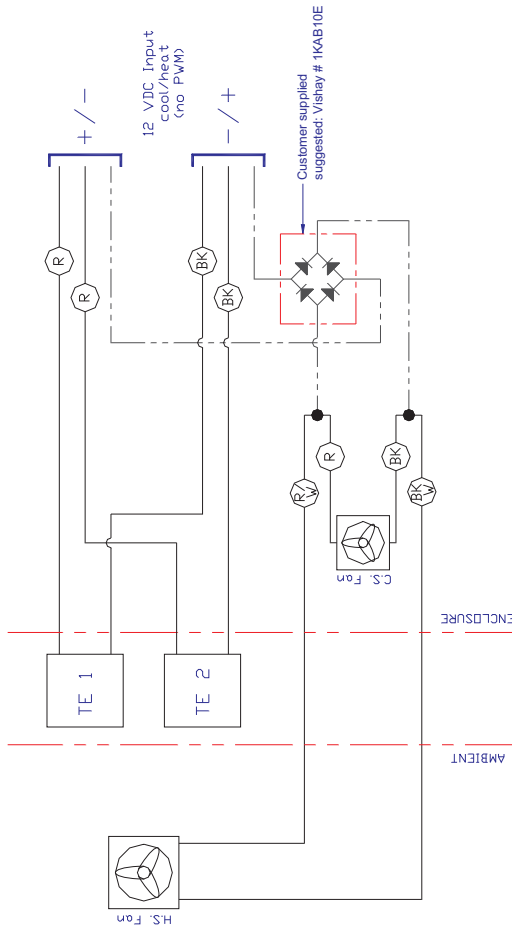 +/-
12 VDC Input
cool/heat
(no PWM)
-/+
Customer supplied
suggested: Vishay # 1KAB10E
R
R
BK
BK
R/W
R
BK
BK/W
C.S. Fan
ENCLOSURE
TE 1
TE 2
AMBIENT
H.S. Fan